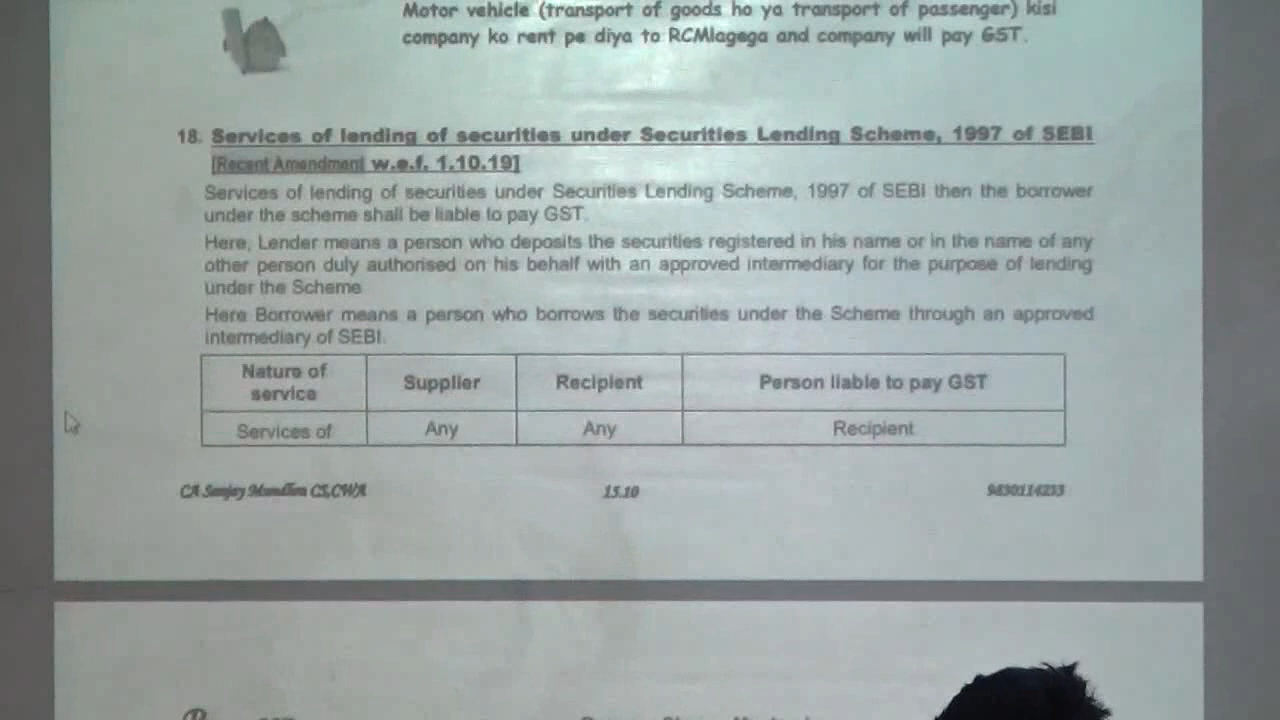 Motor vehicle (transport of goods ho ya transport of passenger) kisi
company ko rent pe diya to RCMlagega and company will pay GST.
18. Services of lending of securities under Securities Lending Scheme, 1997 of SEBI
[Recent Amendment w.e.f. 1.10.19]
Services of lending of securities under Securities Lending Scheme, 1997 of SEBI then the borrower
under the scheme shall be liable to pay GST.
Here, Lender means a person who deposits the securities registered in his name or in the name of any
other person duly authorised on his behalf with an approved intermediary for the purpose of lending
under the Scheme
Here Borrower means a person who borrows the securities under the Scheme through an approved
intermediary of SEBI.
Nature of
service
Supplier
Recipient
Person liable to pay GST
Services of
Any
Any
Recipient
CA Sanjay Mundhra CS,CWA
15.10